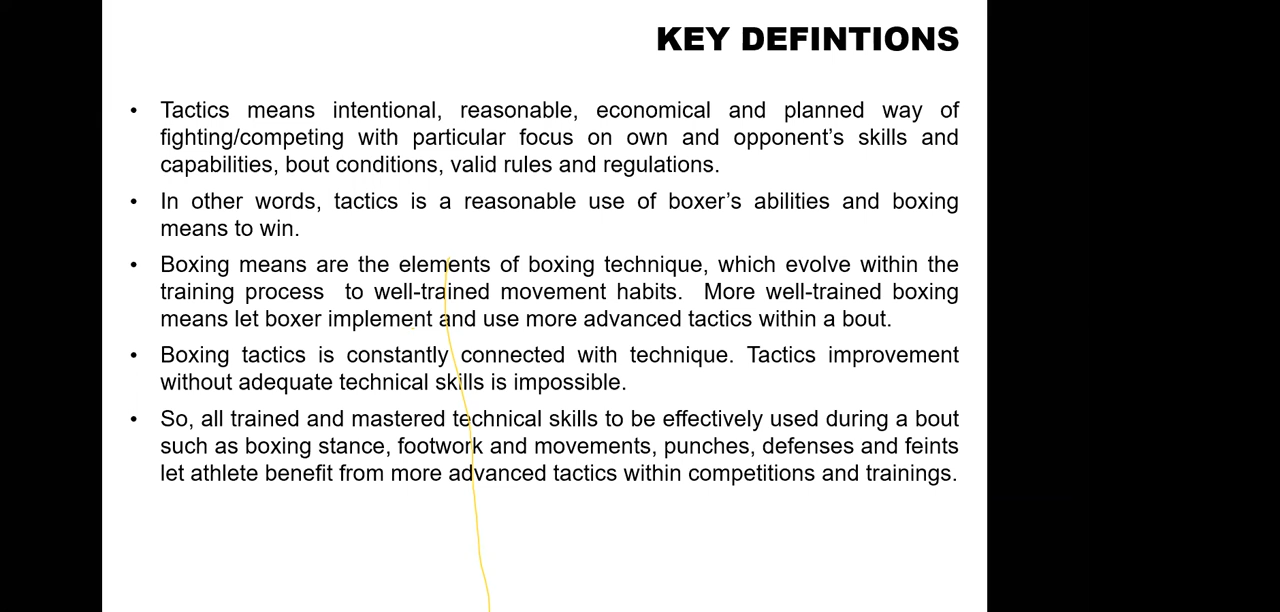 KEY DEFINTIONS
• Tactics means intentional, reasonable, economical and planned way of
fighting/competing with particular focus on own and opponent’s skills and
capabilities, bout conditions, valid rules and regulations.
• In other words, tactics is a reasonable use of boxer’s abilities and boxing
means to win.
• Boxing means are the elements of boxing technique, which evolve within the
training process to well-trained movement habits. More well-trained boxing
means let boxer implement and use more advanced tactics within a bout.
• Boxing tactics is constantly connected with technique. Tactics improvement
without adequate technical skills is impossible.
• So, all trained and mastered technical skills to be effectively used during a bout
such as boxing stance, footwork and movements, punches, defenses and feints
let athlete benefit from more advanced tactics within competitions and trainings.